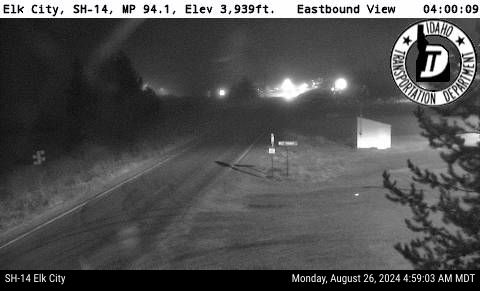 Elk City, SH-14, MP 94.1, Elev 3,939ft. Eastbound View 04:00:09
IDAHO
TRANSPORTATION DEPARTMENT
SH-14 Elk City Monday, August 26, 2024 4:59:03 AM MDT